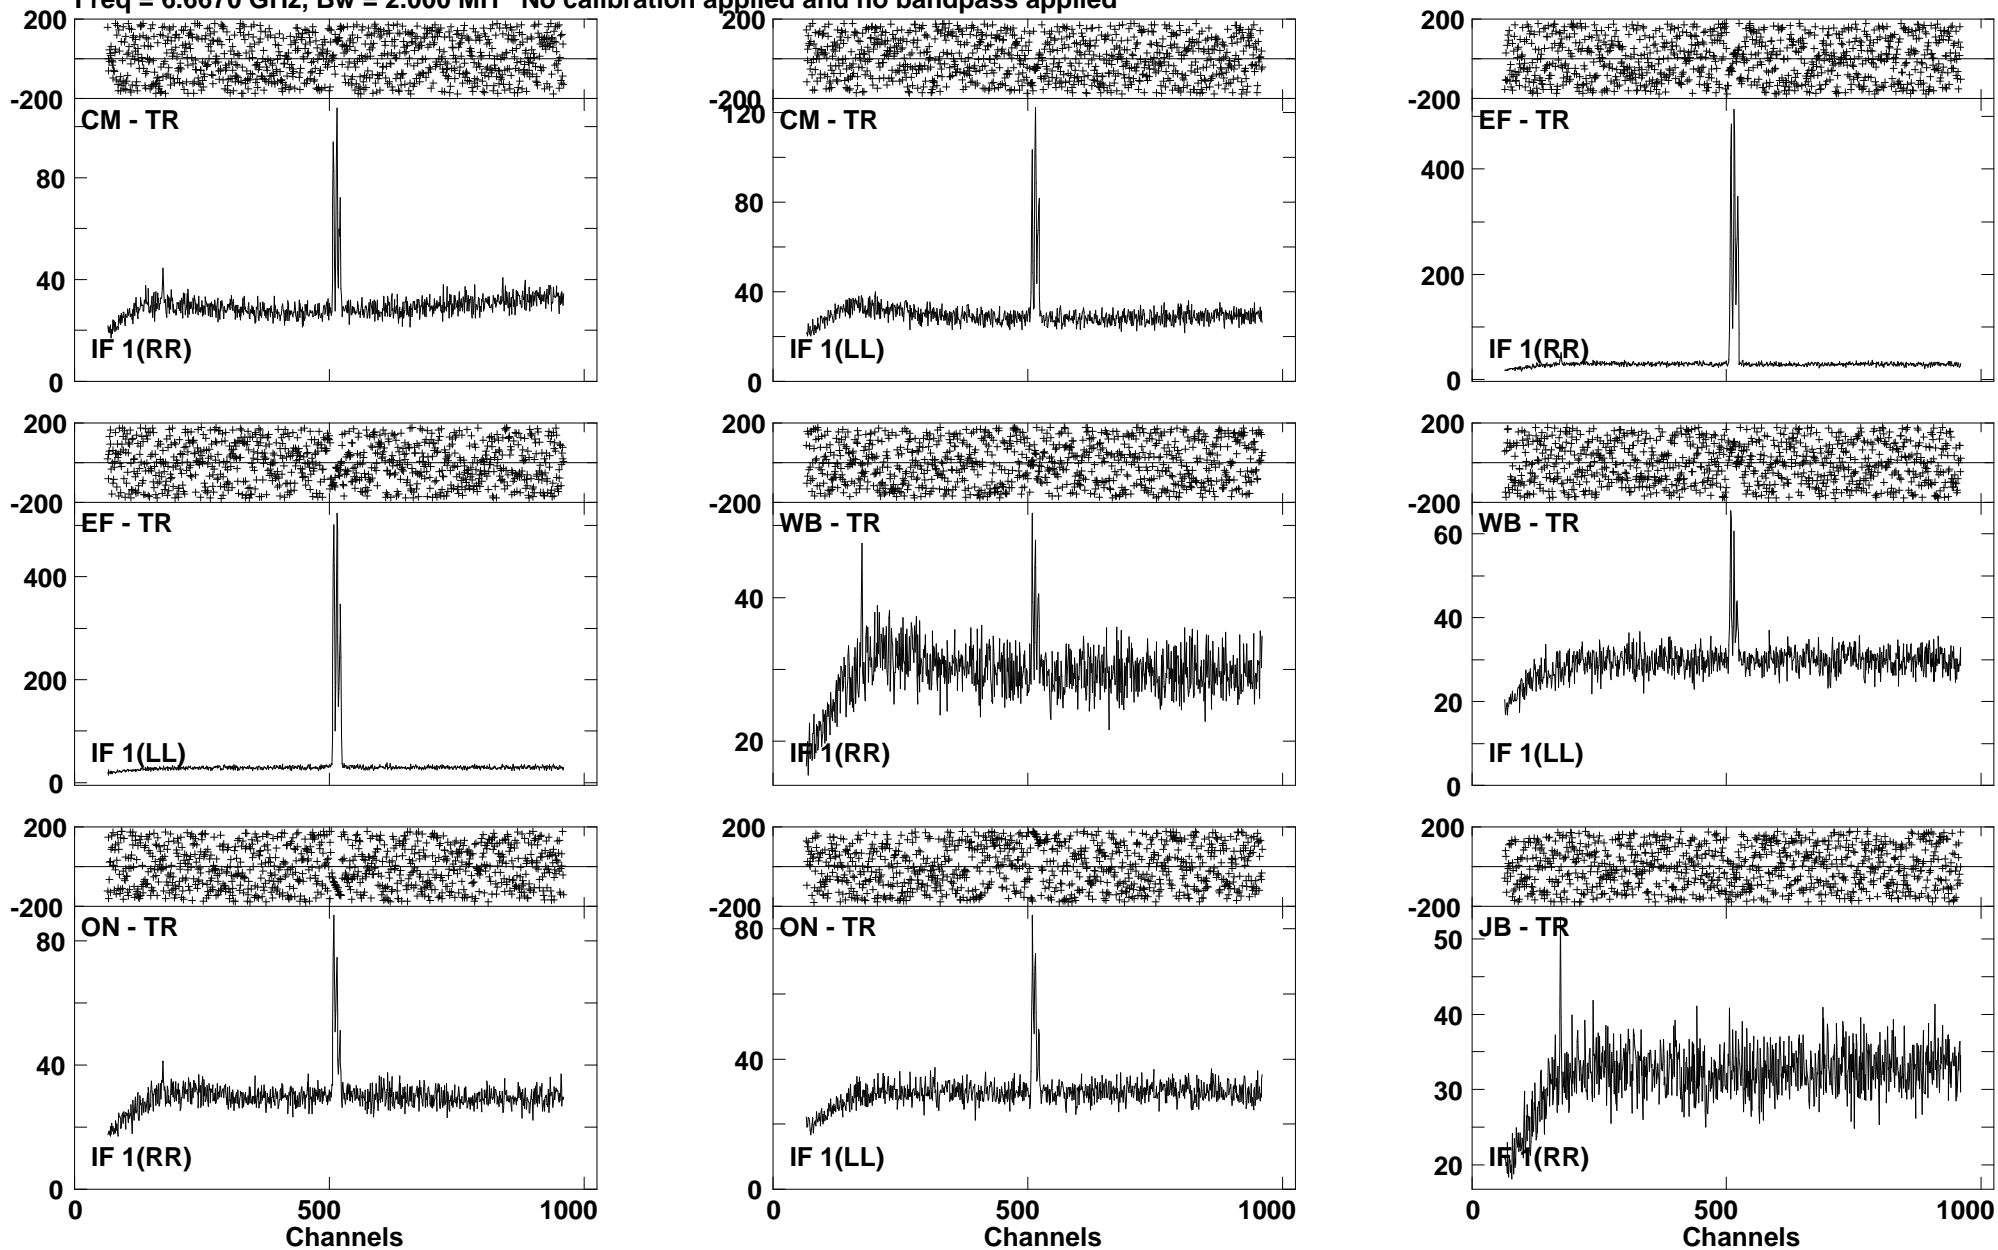 Freq = 6.6670 GHz, Bw = 2.000 MH No calibration applied and no bandpass applied
200
-200
CM - TR
80
40
0
IF 1(RR)
200
-200
120
CM - TR
80
40
0
IF 1(LL)
200
-200
EF - TR
400
200
0
IF 1(RR)
200
-200
EF - TR
400
200
0
IF 1(LL)
200
-200
WB - TR
40
20
IF 1(RR)
200
-200
WB - TR
60
40
20
0
IF 1(LL)
200
-200
ON - TR
80
40
0
IF 1(RR)
0 500 1000
Channels
200
-200
ON - TR
80
40
0
IF 1(LL)
0 500 1000
Channels
200
-200
JB - TR
50
40
30
20
IF 1(RR)
0 500 1000
Channels